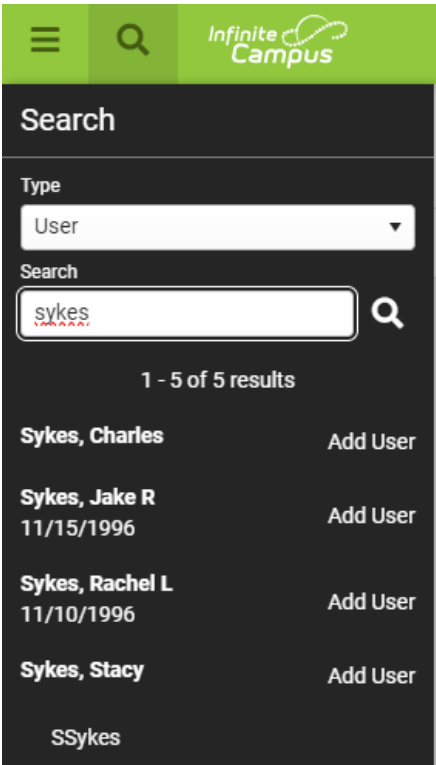 Infinite
Campus
Search
Type
User
Search
sykes
1 - 5 of 5 results
Sykes, Charles
Add User
Sykes, Jake R
11/15/1996
Add User
Sykes, Rachel L
11/10/1996
Add User
Sykes, Stacy
Add User
SSykes